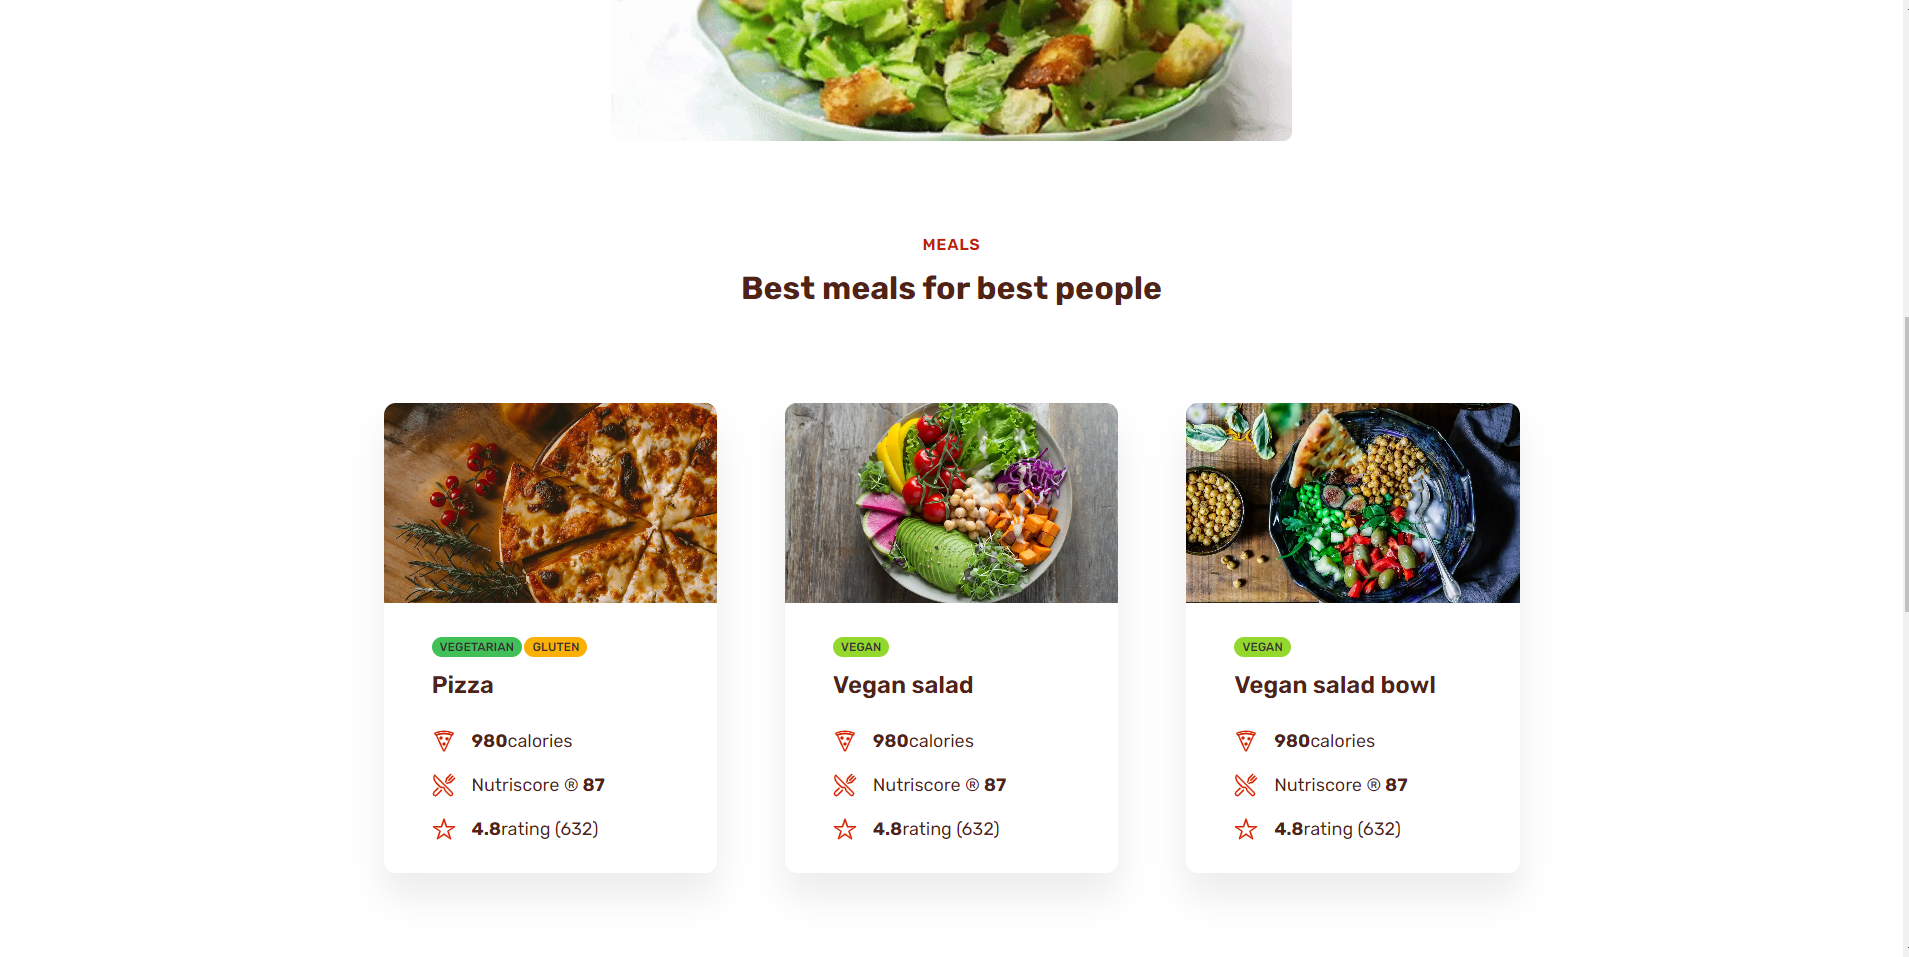 MEALS
Best meals for best people
VEGETARIAN GLUTEN
Pizza
980calories
Nutriscore ® 87
4.8rating (632)
VEGAN
Vegan salad
980calories
Nutriscore ® 87
4.8rating (632)
VEGAN
Vegan salad bowl
980calories
Nutriscore ® 87
4.8rating (632)